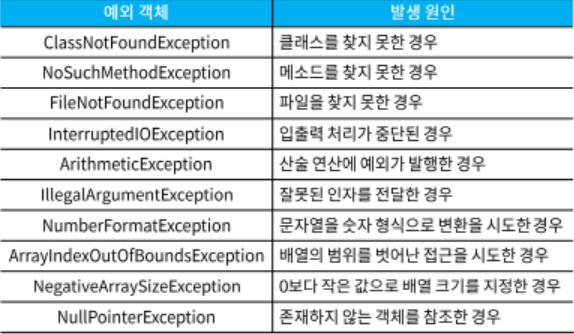 예외 객체 발생 원인
ClassNotFoundException 클래스를 찾지 못한 경우
NoSuchMethodException 메소드를 찾지 못한 경우
FileNotFoundException 파일을 찾지 못한 경우
InterruptedIOException 입출력 처리가 중단된 경우
ArithmeticException 산술 연산에 예외가 발행한 경우
IllegalArgumentException 잘못된 인자를 전달한 경우
NumberFormatException 문자열을 숫자 형식으로 변환을 시도한 경우
ArrayIndexOutOfBoundsException 배열의 범위를 벗어난 접근을 시도한 경우
NegativeArraySizeException 0보다 작은 값으로 배열 크기를 지정한 경우
NullPointerException 존재하지 않는 객체를 참조한 경우